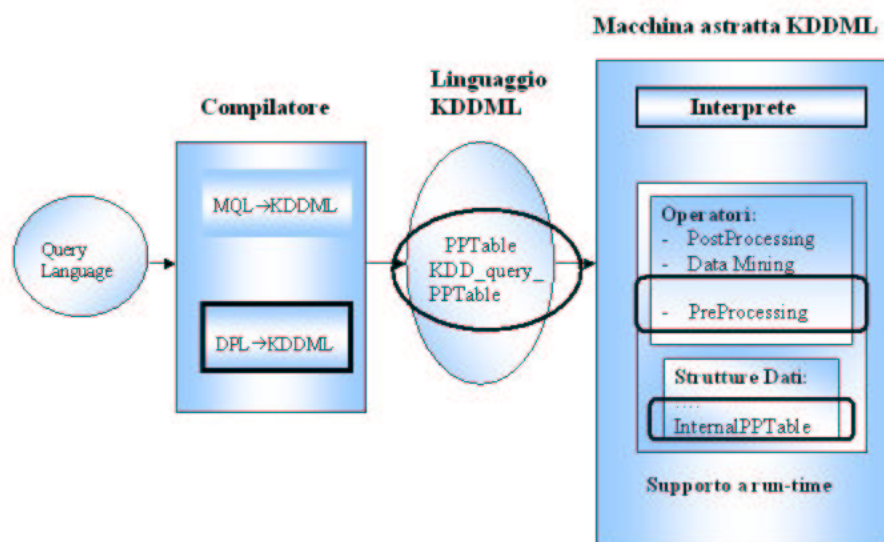 Macchina astratta KDDML
Linguaggio
KDDML
Compilatore
Interprete
MQL→KDDML
Query
Language
DPL→KDDML
PPTable
KDD_query_
PPTable
Operatori:
- PostProcessing
- Data Mining
- PreProcessing
Strutture Dati:
....
InternalPPTable
Supporto a run-time